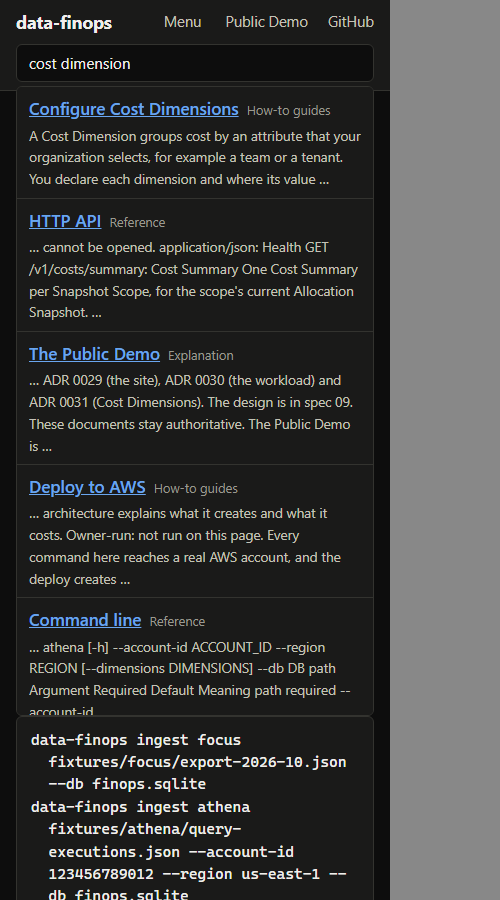 data-finops Menu Public Demo GitHub
cost dimension
Configure Cost Dimensions How-to guides
A Cost Dimension groups cost by an attribute that your
organization selects, for example a team or a tenant.
You declare each dimension and where its value ...
HTTP API Reference
... cannot be opened. application/json: Health GET
/v1/costs/summary: Cost Summary One Cost Summary
per Snapshot Scope, for the scope's current Allocation
Snapshot. ...
The Public Demo Explanation
... ADR 0029 (the site), ADR 0030 (the workload) and
ADR 0031 (Cost Dimensions). The design is in spec 09.
These documents stay authoritative. The Public Demo
is ...
Deploy to AWS How-to guides
... architecture explains what it creates and what it
costs. Owner-run: not run on this page. Every
command here reaches a real AWS account, and the
deploy creates ...
Command line Reference
... athena [-h] --account-id ACCOUNT_ID --region
REGION [--dimensions DIMENSIONS] --db DB path
Argument Required Default Meaning path required --
account-id
data-finops ingest focus
fixtures/focus/export-2026-10.json
--db finops.sqlite
data-finops ingest athena
fixtures/athena/query-
executions.json --account-id
123456789012 --region us-east-1 --
db finops.sqlite